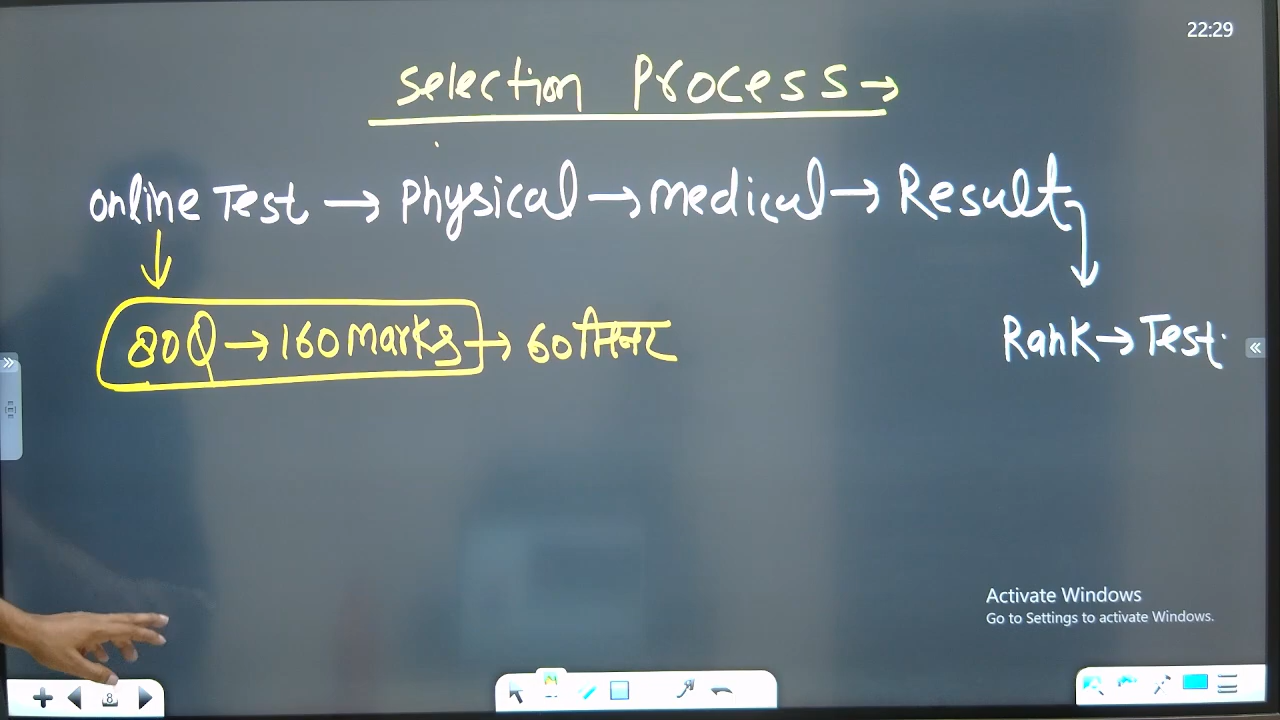 22:29
Selection Process →
online Test → Physical → medical → Result
80Q → 160 marks → 60 मिनट
Rank → Test
Activate Windows
Go to Settings to activate Windows.
8